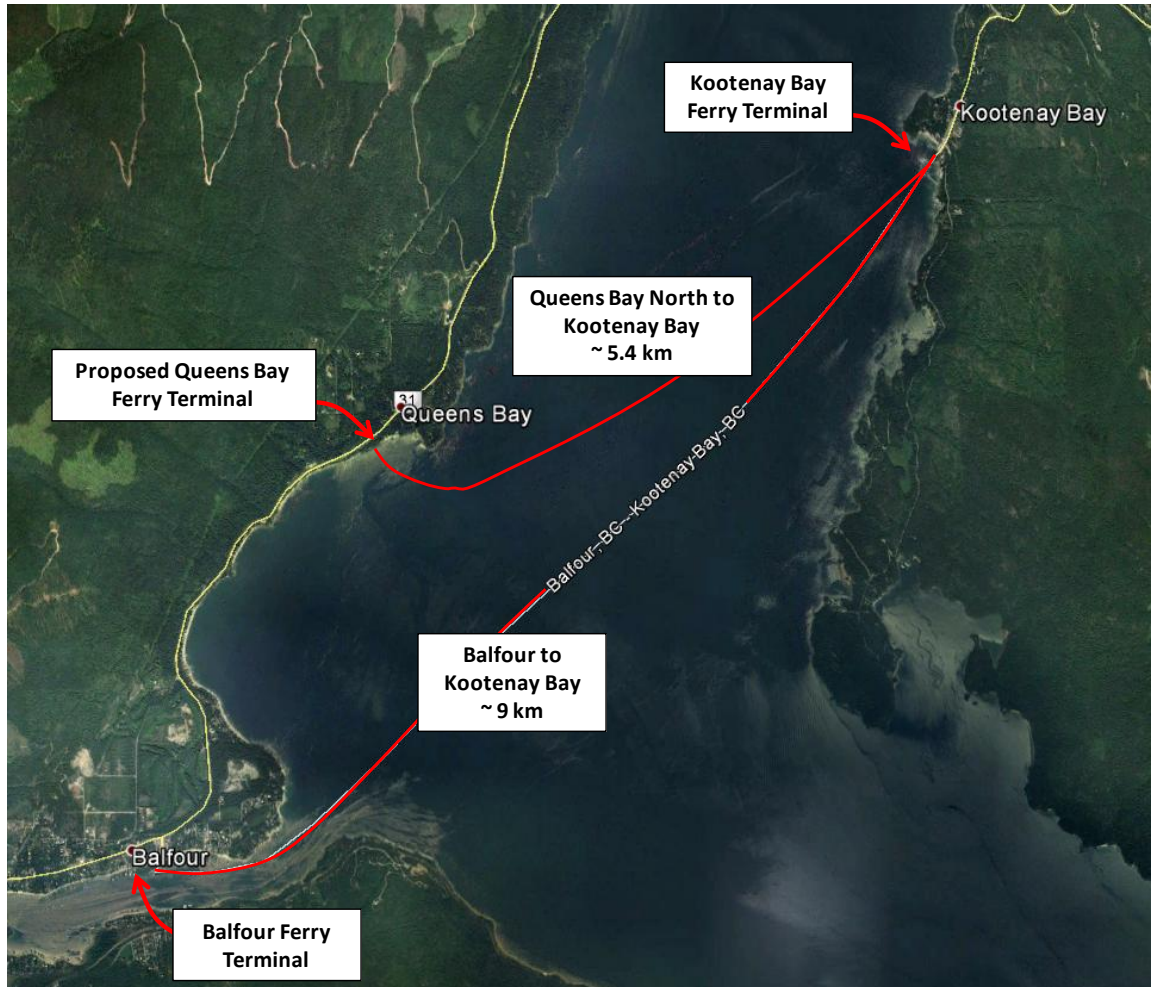 Kootenay Bay
Ferry Terminal
Kootenay Bay
Queens Bay North to
Kootenay Bay
~ 5.4 km
Proposed Queens Bay
Ferry Terminal
31
Queens Bay
Balfour, BC--Kootenay Bay, BC
Balfour to
Kootenay Bay
~ 9 km
Balfour
Balfour Ferry
Terminal